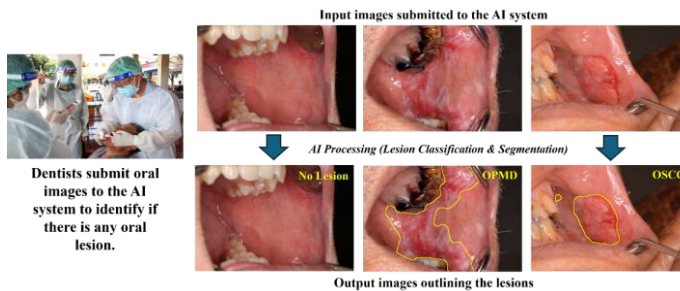 Input images submitted to the AI system
Dentists submit oral
images to the AI
system to identify if
there is any oral
lesion.
AI Processing (Lesion Classification & Segmentation)
No Lesion
OPMD
OSCC
Output images outlining the lesions